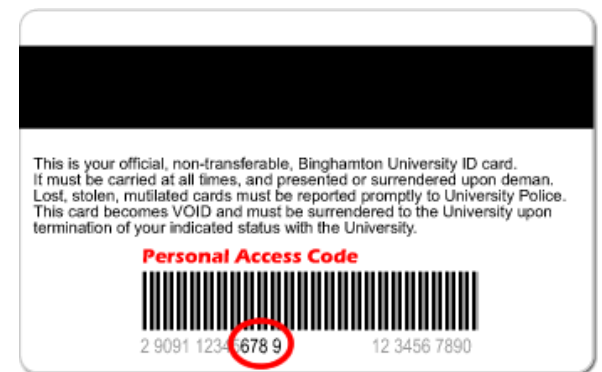 This is your official, non-transferable, Binghamton University ID card.
It must be carried at all times, and presented or surrendered upon deman.
Lost, stolen, mutilated cards must be reported promptly to University Police.
This card becomes VOID and must be surrendered to the University upon
termination of your indicated status with the University.
Personal Access Code
2 9091 12345678 9 12 3456 7890